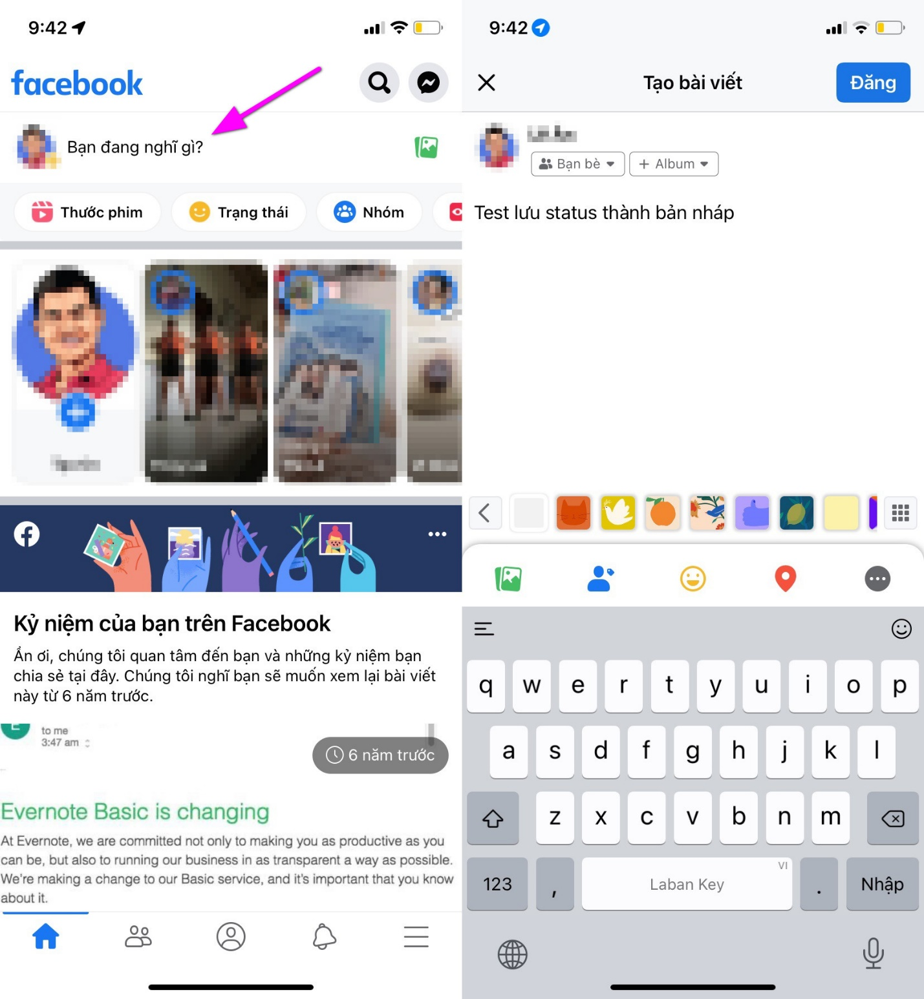 9:42
facebook
Bạn đang nghĩ gì?
Thước phim
Trạng thái
Nhóm
Kỷ niệm của bạn trên Facebook
Ẩn ơi, chúng tôi quan tâm đến bạn và những kỷ niệm bạn
chia sẻ tại đây. Chúng tôi nghĩ bạn sẽ muốn xem lại bài viết
này từ 6 năm trước.
to me
3:47 am
6 năm trước
Evernote Basic is changing
At Evernote, we are committed not only to making you as productive as you
can be, but also to running our business in as transparent a way as possible.
We're making a change to our Basic service, and it's important that you know
about it.
9:42
Tạo bài viết
Đăng
Bạn bè
+ Album
Test lưu status thành bản nháp
q w e r t y u i o p
a s d f g h j k l
z x c v b n m
123 , Laban Key VI . Nhập